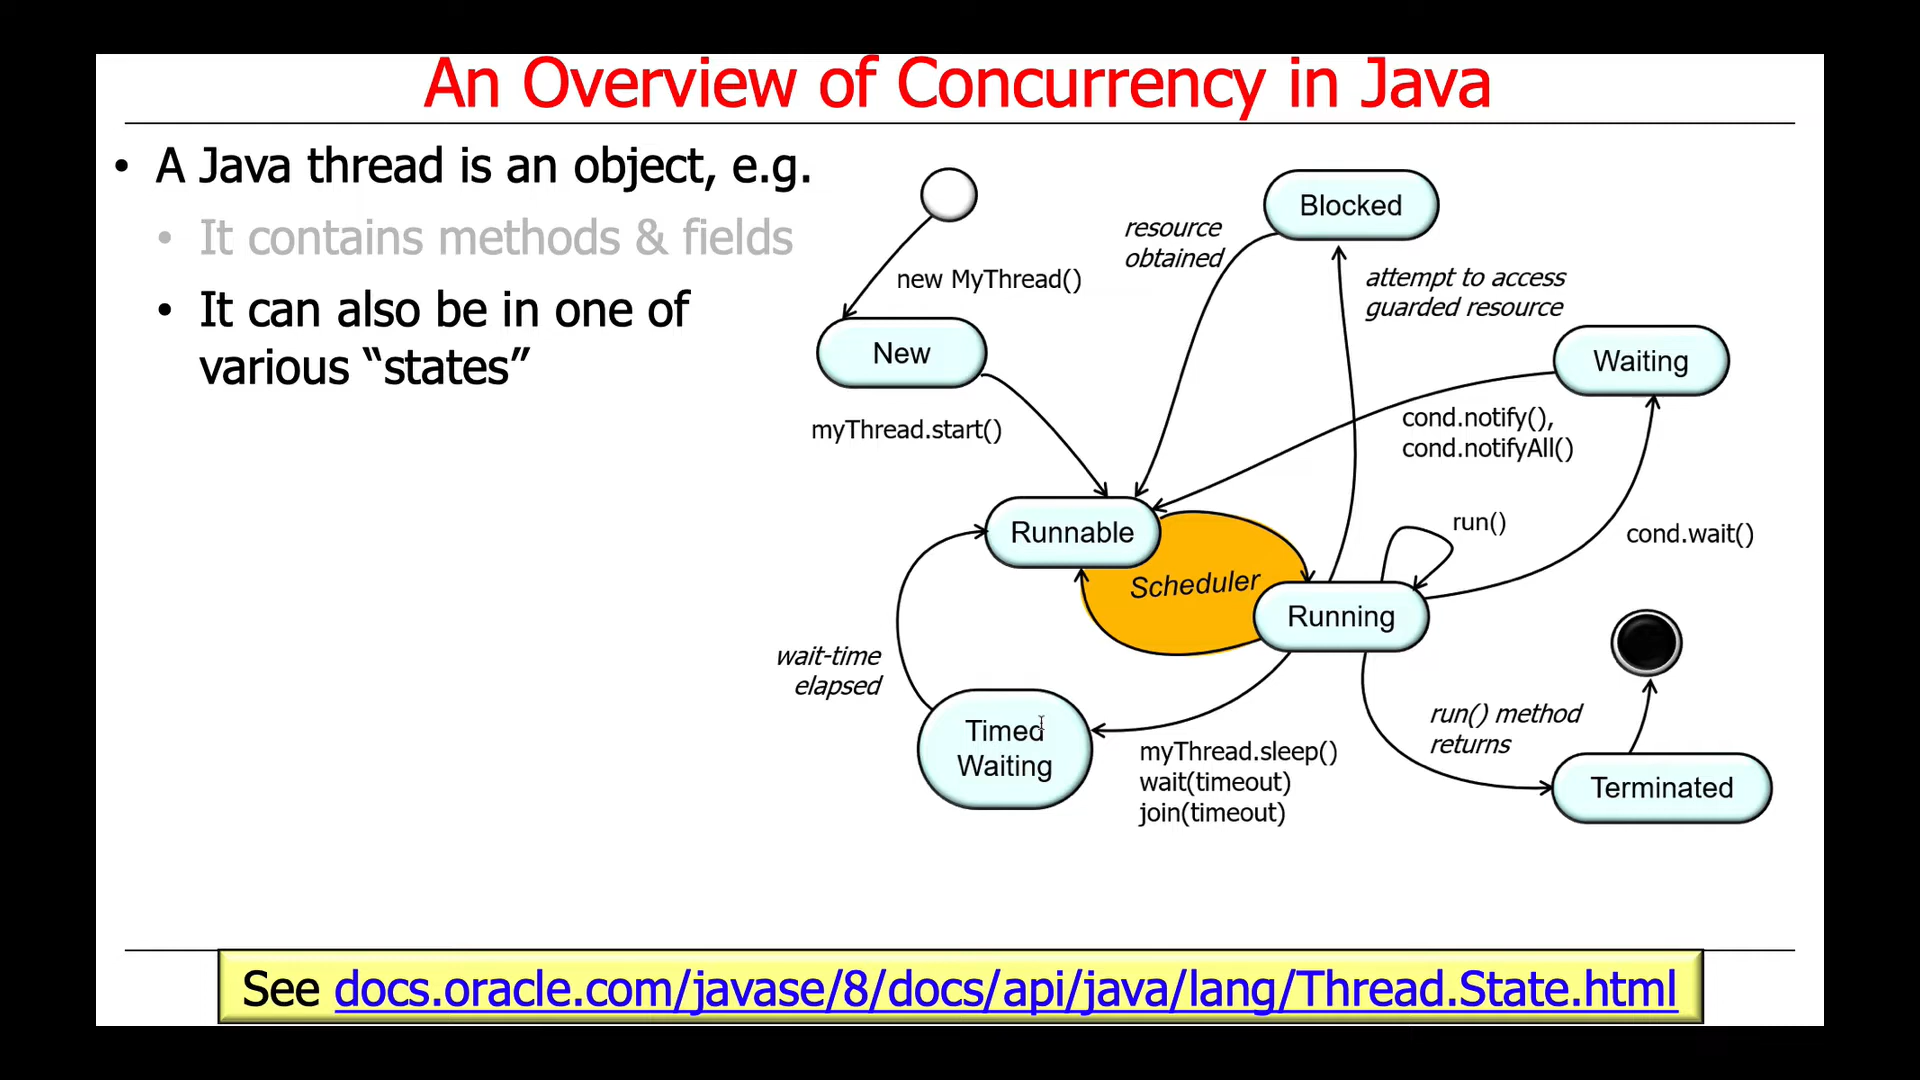 An Overview of Concurrency in Java
• A Java thread is an object, e.g.
• It contains methods & fields
• It can also be in one of
various “states”
new MyThread()
New
myThread.start()
resource
obtained
Blocked
attempt to access
guarded resource
Waiting
cond.notify(),
cond.notifyAll()
cond.wait()
run()
Runnable
Scheduler
Running
wait-time
elapsed
Timed
Waiting
myThread.sleep()
wait(timeout)
join(timeout)
run() method
returns
Terminated
See docs.oracle.com/javase/8/docs/api/java/lang/Thread.State.html